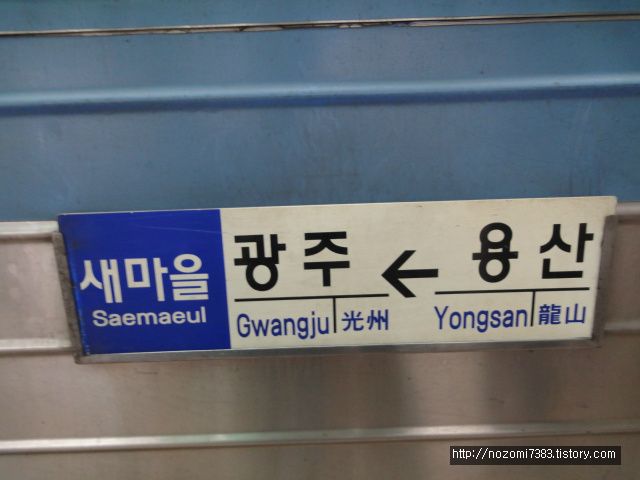 새마을
Saemaeul
광주 ← 용산
Gwangju 光州 Yongsan 龍山
http://nozomi7383.tistory.com